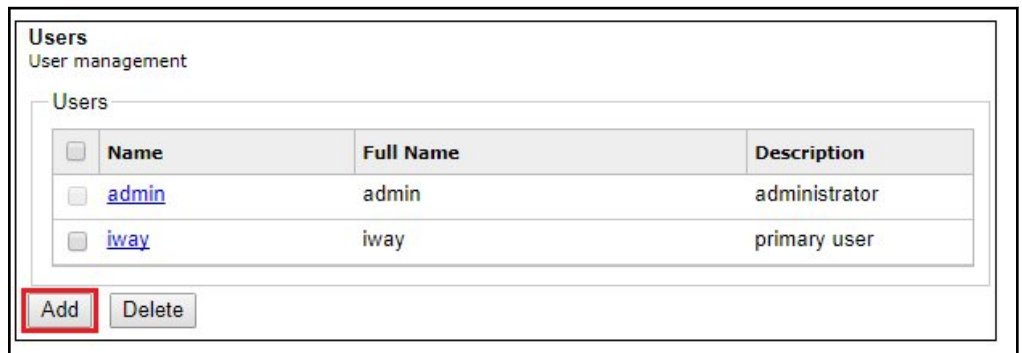 Users
User management
Users
Name Full Name Description
admin admin administrator
iway iway primary user
Add Delete